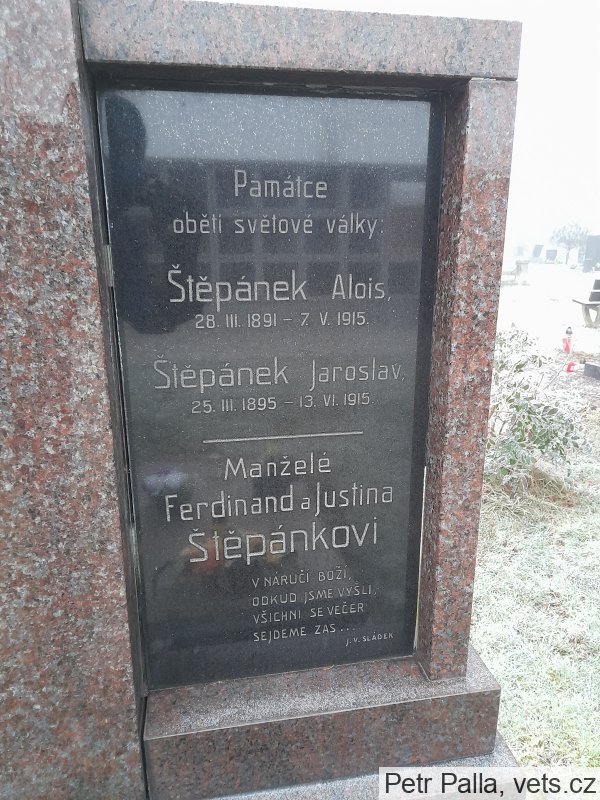 Památce
oběti světové války:
Štěpánek Alois,
28. III. 1891 – 7. V. 1915.
Štěpánek Jaroslav,
25. III. 1895 – 13. VI. 1915.
Manželé
Ferdinand a Justina
Štěpánkovi
V NÁRUČÍ BOŽÍ,
ODKUD JSME VYŠLI,
VŠICHNI SE VEČER
SEJDEME ZAS...
J. V. SLÁDEK
Petr Palla, vets.cz